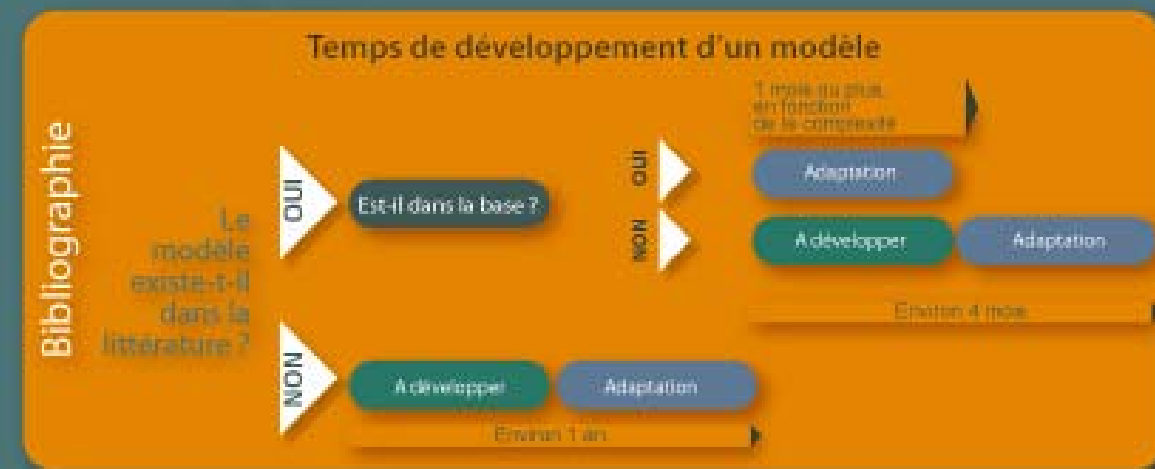 Temps de développement d'un modèle
Bibliographie
Le
modèle
existe-t-il
dans la
littérature ?
OUI
Est-il dans la base ?
OUI
1 mois ou plus,
en fonction
de la complexité
Adaptation
NON
A développer
Adaptation
Environ 4 mois
NON
A développer
Adaptation
Environ 1 an